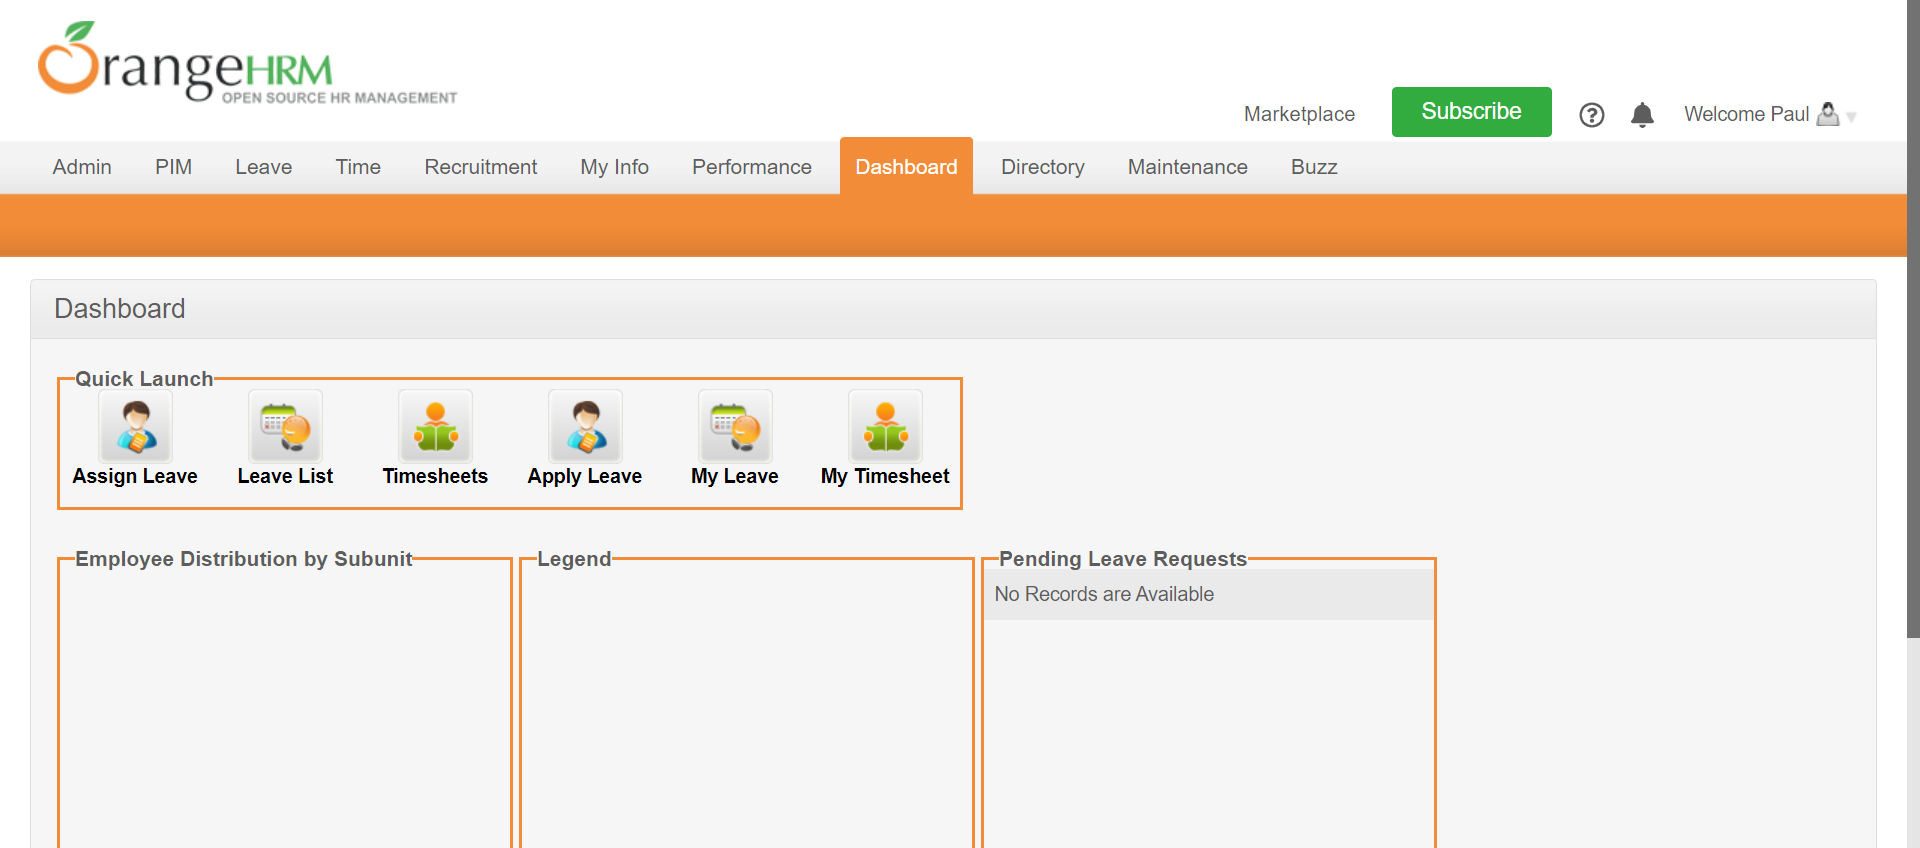 OrangeHRM
OPEN SOURCE HR MANAGEMENT
Marketplace
Subscribe
Welcome Paul
Admin
PIM
Leave
Time
Recruitment
My Info
Performance
Dashboard
Directory
Maintenance
Buzz
Dashboard
Quick Launch
Assign Leave
Leave List
Timesheets
Apply Leave
My Leave
My Timesheet
Employee Distribution by Subunit
Legend
Pending Leave Requests
No Records are Available